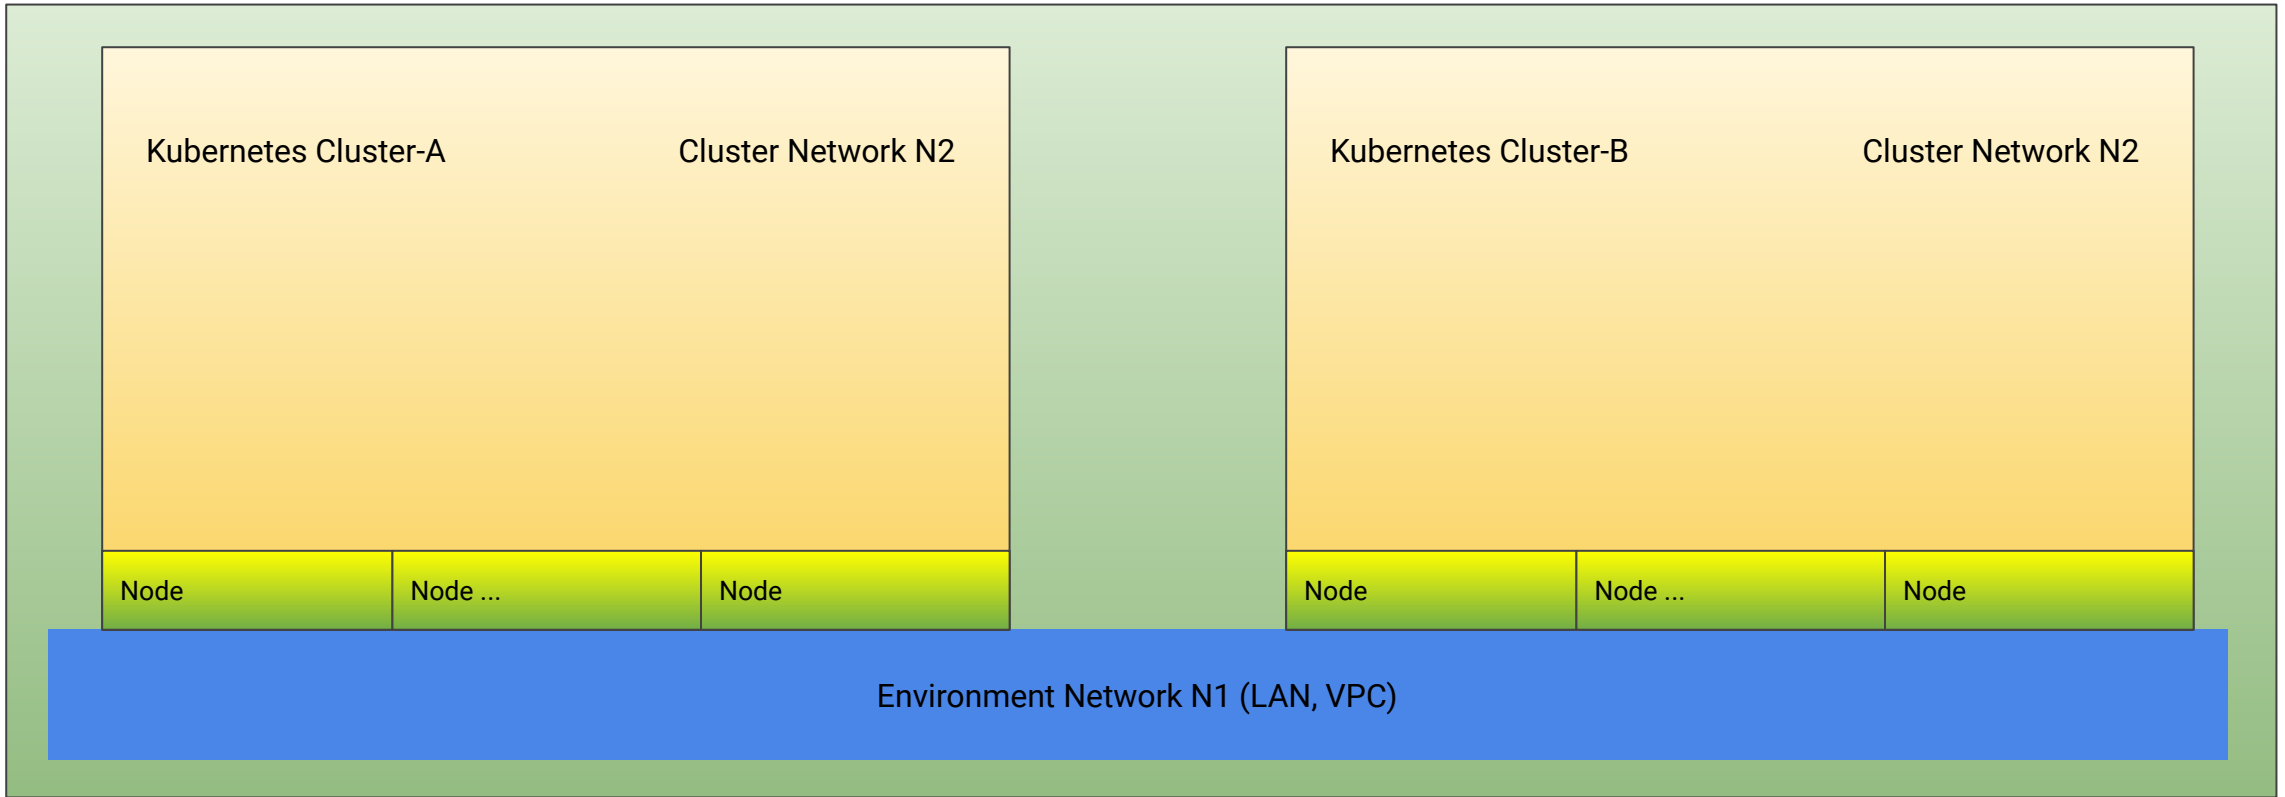 Kubernetes Cluster-A
Cluster Network N2
Kubernetes Cluster-B
Cluster Network N2
Node
Node ...
Node
Node
Node ...
Node
Environment Network N1 (LAN, VPC)